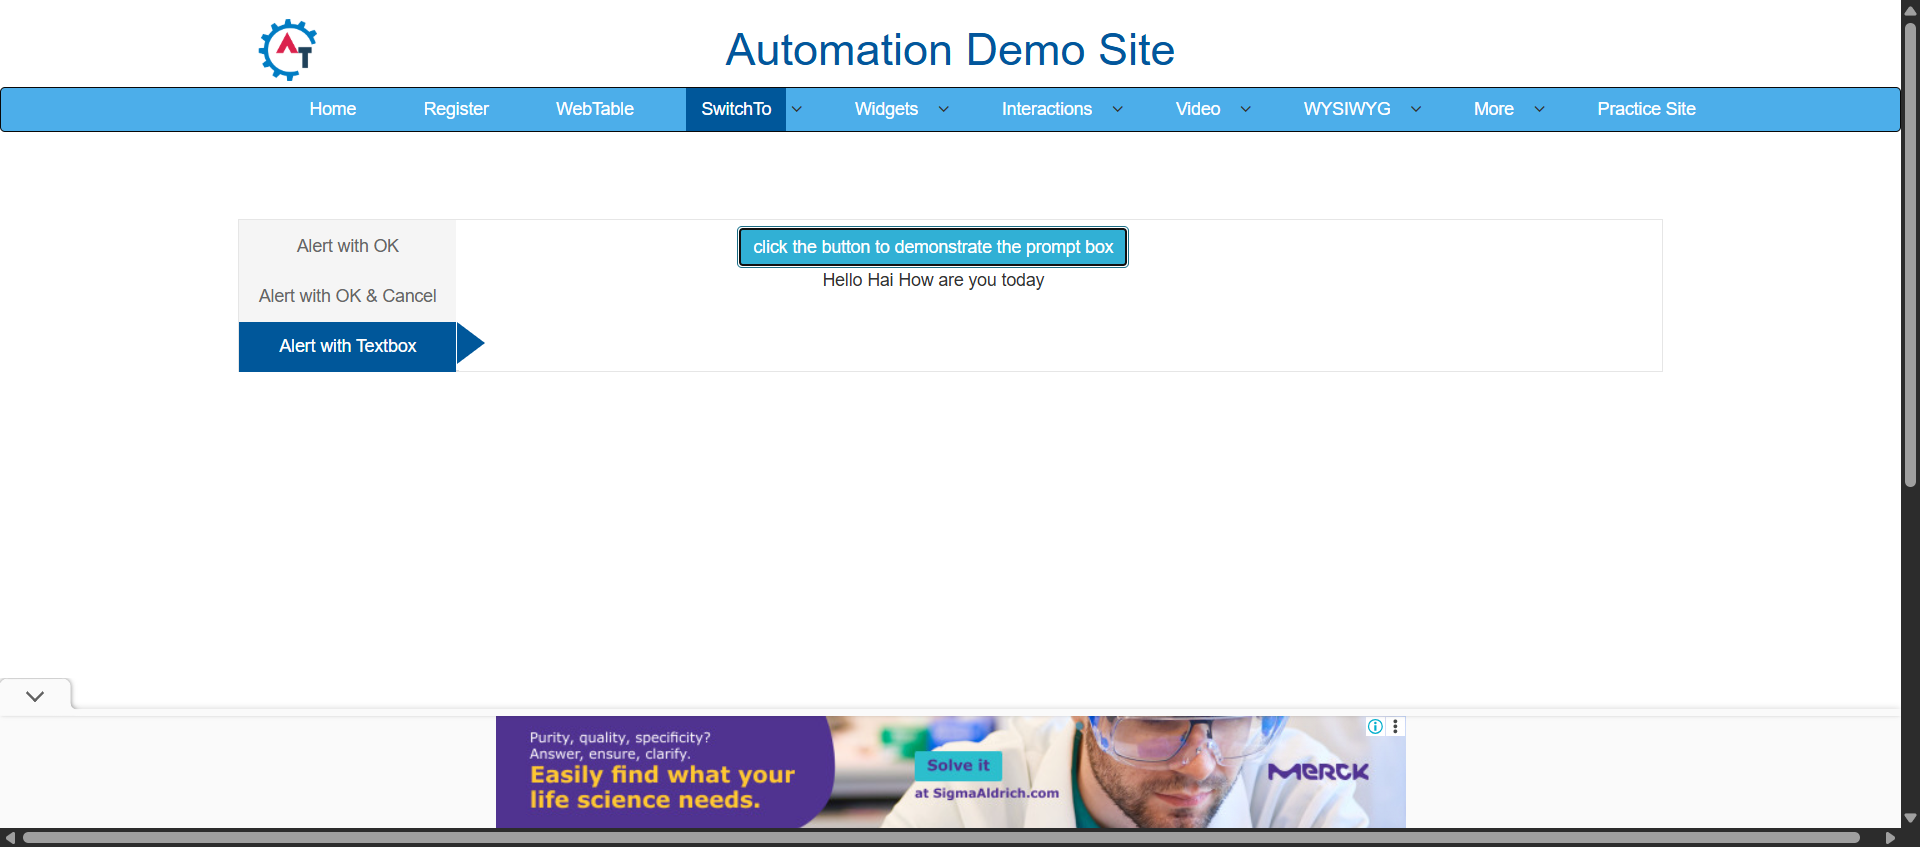 AT
Automation Demo Site
Home Register WebTable SwitchTo Widgets Interactions Video WYSIWYG More Practice Site
Alert with OK
Alert with OK & Cancel
Alert with Textbox
click the button to demonstrate the prompt box
Hello Hai How are you today
Purity, quality, specificity?
Answer, ensure, clarify.
Easily find what your
life science needs.
Solve it
at SigmaAldrich.com
MERCK